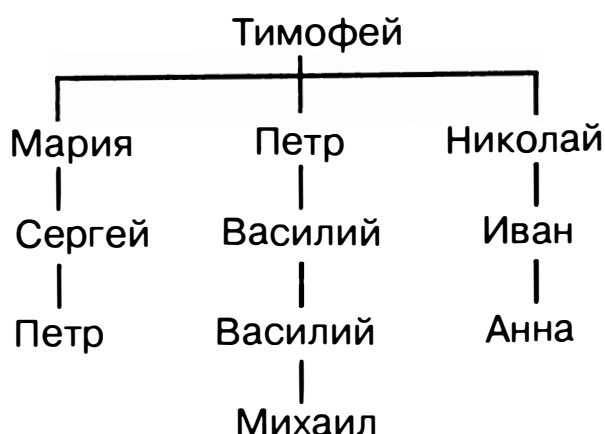 Тимофей
Мария Петр Николай
Сергей Василий Иван
Петр Василий Анна
Михаил